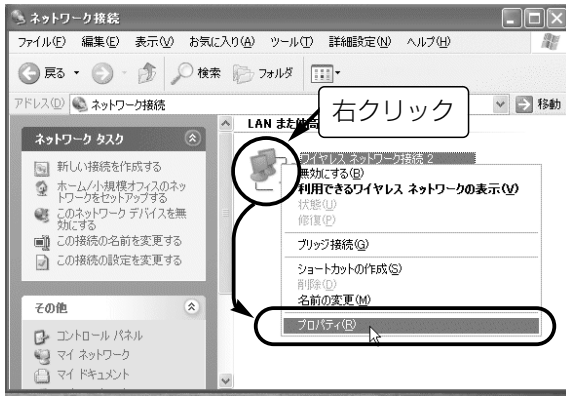 ネットワーク接続
ファイル(F) 編集(E) 表示(V) お気に入り(A) ツール(T) 詳細設定(N) ヘルプ(H)
戻る 検索 フォルダ
アドレス(D) ネットワーク接続 移動
右クリック
LAN または高
ネットワーク タスク
新しい接続を作成する
ホーム/小規模オフィスのネッ
トワークをセットアップする
このネットワーク デバイスを無
効にする
この接続の名前を変更する
この接続の設定を変更する
その他
コントロール パネル
マイ ネットワーク
マイ ドキュメント
ワイヤレス ネットワーク接続 2
無効にする(B)
利用できるワイヤレス ネットワークの表示(V)
状態(U)
修復(P)
ブリッジ接続(G)
ショートカットの作成(S)
削除(D)
名前の変更(M)
プロパティ(R)